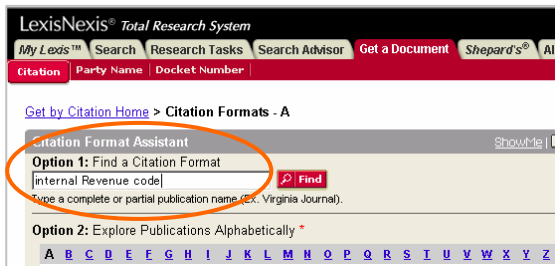 LexisNexis® Total Research System
My Lexis™ Search Research Tasks Search Advisor Get a Document Shepard's® Al
Citation Party Name Docket Number
Get by Citation Home > Citation Formats - A
Citation Format Assistant ShowMe
Option 1: Find a Citation Format
internal Revenue code Find
Type a complete or partial publication name (Ex. Virginia Journal).
Option 2: Explore Publications Alphabetically *
A B C D E F G H I J K L M N O P Q R S T U V W X Y Z